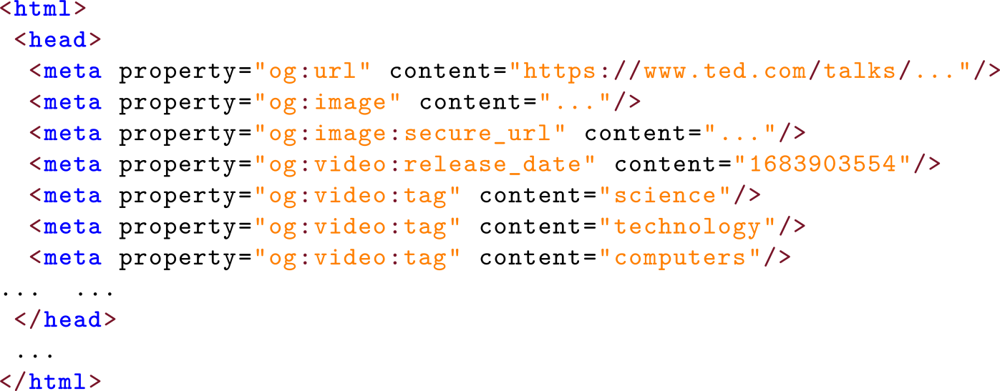 <html>
 <head>
  <meta property="og:url" content="https://www.ted.com/talks/..."/>
  <meta property="og:image" content="..."/>
  <meta property="og:image:secure_url" content="..."/>
  <meta property="og:video:release_date" content="1683903554"/>
  <meta property="og:video:tag" content="science"/>
  <meta property="og:video:tag" content="technology"/>
  <meta property="og:video:tag" content="computers"/>
...  ...
 </head>
 ...
</html>